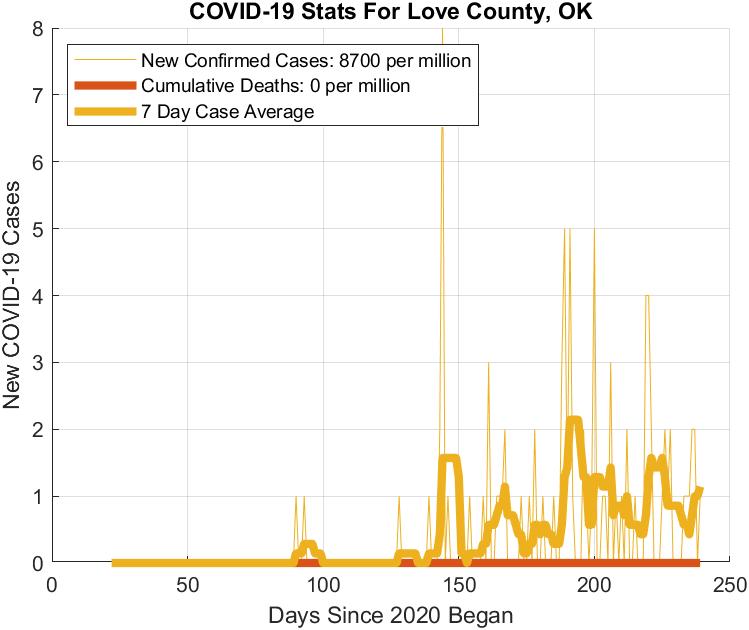 COVID-19 Stats For Love County, OK
New Confirmed Cases: 8700 per million
Cumulative Deaths: 0 per million
7 Day Case Average
New COVID-19 Cases
8
7
6
5
4
3
2
1
0
0 50 100 150 200 250
Days Since 2020 Began